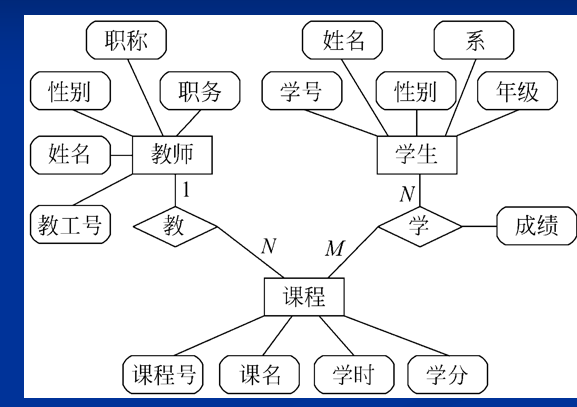 职称
姓名
系
性别
职务
学号
性别
年级
姓名
教师
学生
1
N
教工号
教
学
成绩
N
M
课程
课程号
课名
学时
学分